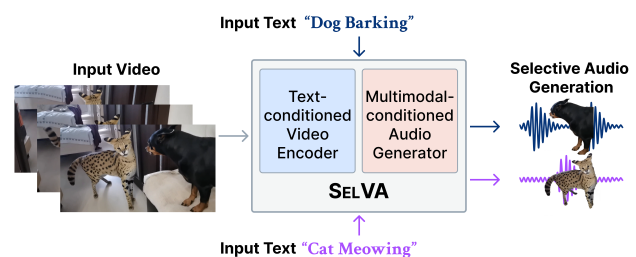 Input Text “Dog Barking”
Input Video
Text-
conditioned
Video
Encoder
Multimodal-
conditioned
Audio
Generator
SELVA
Selective Audio
Generation
Input Text “Cat Meowing”